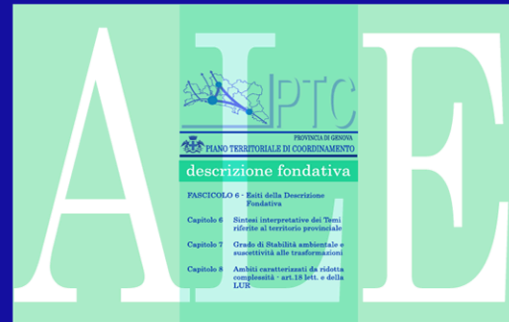 ALE
PTC
PROVINCIA DI GENOVA
PIANO TERRITORIALE DI COORDINAMENTO
descrizione fondativa
FASCICOLO 6 - Esiti della Descrizione
Fondativa
Capitolo 6 Sintesi interpretative dei Temi
riferite al territorio provinciale
Capitolo 7 Grado di Stabilità ambientale e
suscettività alle trasformazioni
Capitolo 8 Ambiti caratterizzati da ridotta
complessità - art.18 lett. e della
LUR